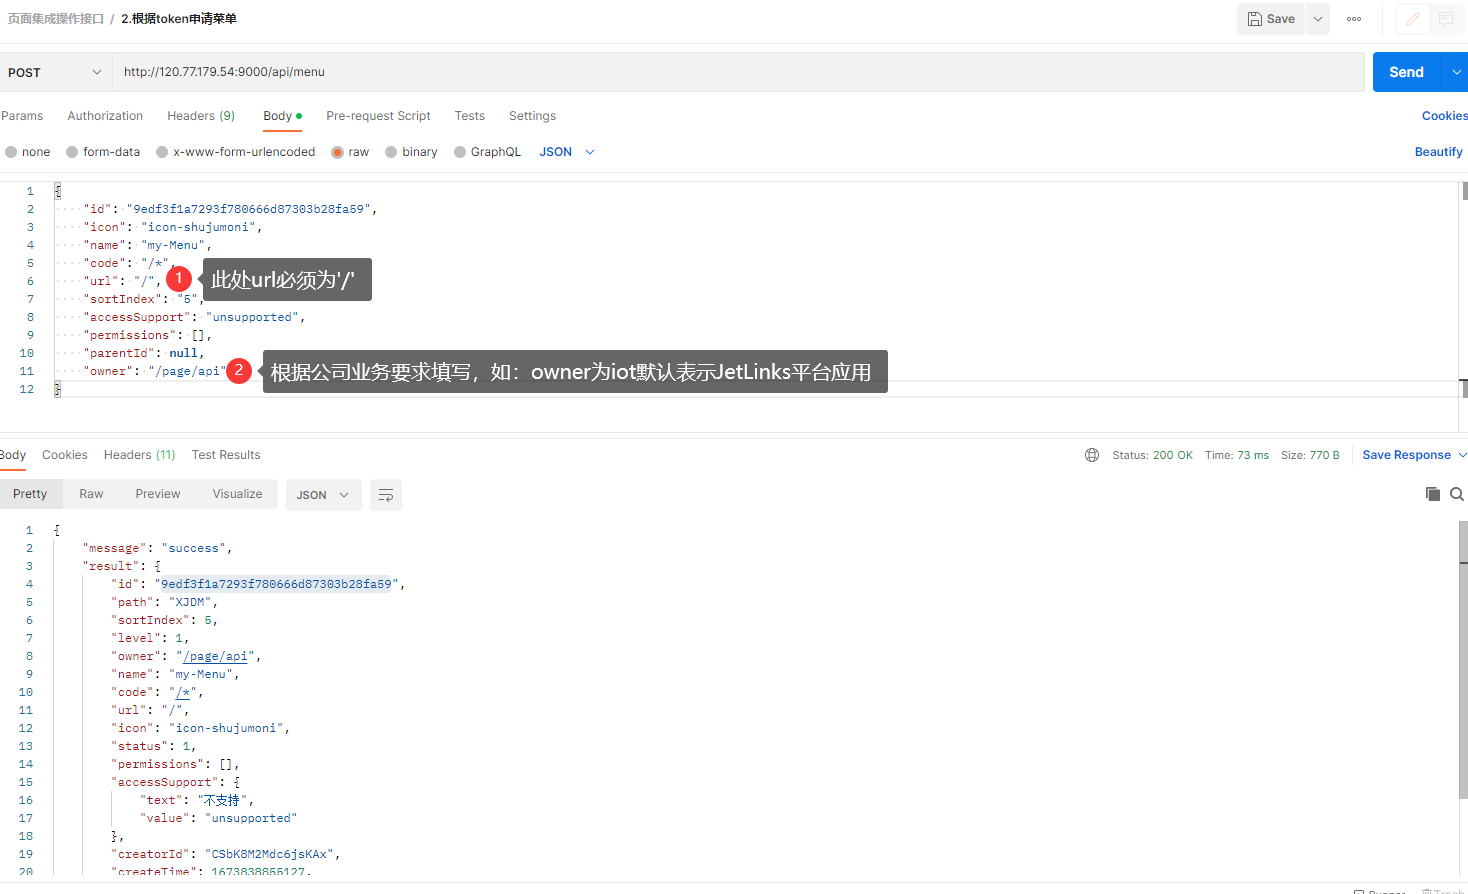 页面集成操作接口 / 2.根据token申请菜单
Save
POST
http://120.77.179.54:9000/api/menu
Send
Params Authorization Headers (9) Body Pre-request Script Tests Settings Cookies
none form-data x-www-form-urlencoded raw binary GraphQL JSON Beautify
1 {
2 "id": "9edf3f1a7293f780666d87303b28fa59",
3 "icon": "icon-shujumoni",
4 "name": "my-Menu",
5 "code": "/*",
6 "url": "/",
1 此处url必须为'/'
7 "sortIndex": "5",
8 "accessSupport": "unsupported",
9 "permissions": [],
10 "parentId": null,
11 "owner": "/page/api"
2 根据公司业务要求填写，如：owner为iot默认表示JetLinks平台应用
12 }
Body Cookies Headers (11) Test Results Status: 200 OK Time: 73 ms Size: 770 B Save Response
Pretty Raw Preview Visualize JSON
1 {
2 "message": "success",
3 "result": {
4 "id": "9edf3f1a7293f780666d87303b28fa59",
5 "path": "XJDM",
6 "sortIndex": 5,
7 "level": 1,
8 "owner": "/page/api",
9 "name": "my-Menu",
10 "code": "/*",
11 "url": "/",
12 "icon": "icon-shujumoni",
13 "status": 1,
14 "permissions": [],
15 "accessSupport": {
16 "text": "不支持",
17 "value": "unsupported"
18 },
19 "creatorId": "CSbK8M2Mdc6jsKAx",
20 "createTime": 1673838855127,
Runner Trash